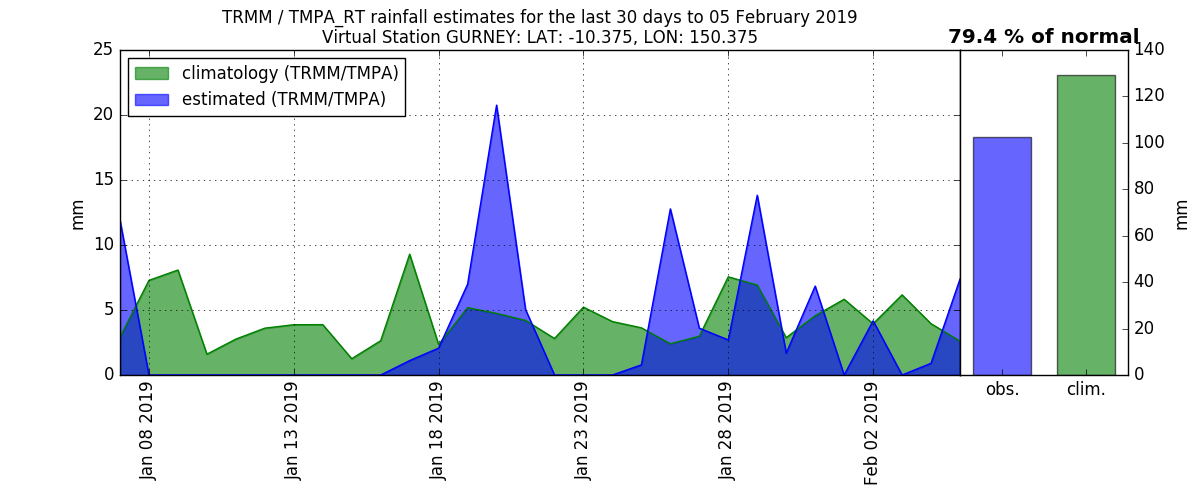 TRMM / TMPA_RT rainfall estimates for the last 30 days to 05 February 2019
Virtual Station GURNEY: LAT: -10.375, LON: 150.375
79.4 % of normal
climatology (TRMM/TMPA)
estimated (TRMM/TMPA)
25
20
15
10
5
0
mm
Jan 08 2019
Jan 13 2019
Jan 18 2019
Jan 23 2019
Jan 28 2019
Feb 02 2019
140
120
100
80
60
40
20
0
mm
obs.
clim.